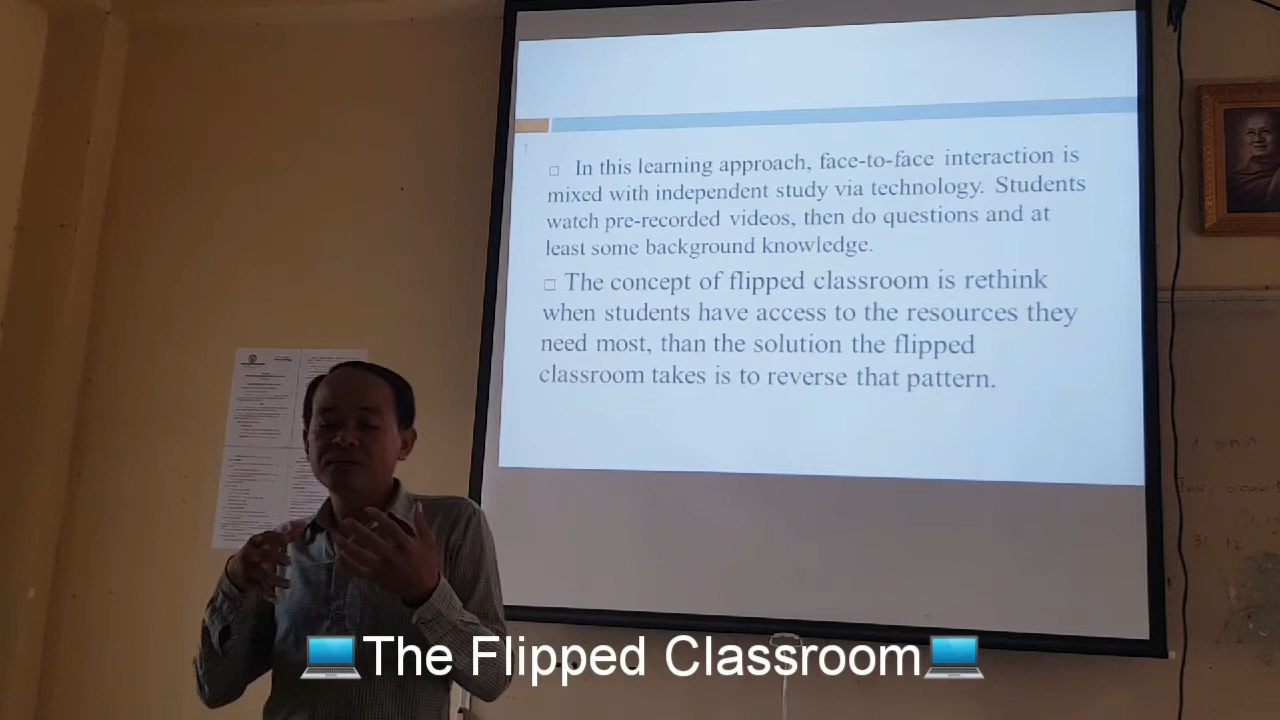 □ In this learning approach, face-to-face interaction is
mixed with independent study via technology. Students
watch pre-recorded videos, then do questions and at
least some background knowledge.
□ The concept of flipped classroom is rethink
when students have access to the resources they
need most, than the solution the flipped
classroom takes is to reverse that pattern.
💻The Flipped Classroom💻